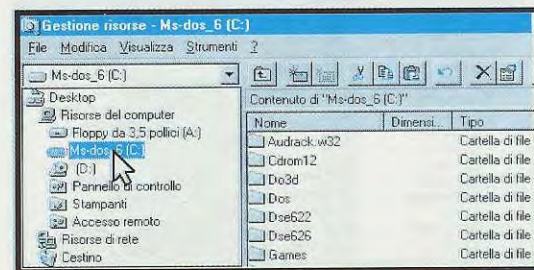 Gestione risorse - Ms-dos_6 (C:)
File Modifica Visualizza Strumenti ?
Ms-dos_6 (C:)
Desktop
Risorse del computer
Floppy da 3,5 pollici (A:)
Ms-dos_6 (C:)
(D:)
Pannello di controllo
Stampanti
Accesso remoto
Risorse di rete
Cestino
Contenuto di "Ms-dos_6 (C:)"
Nome Dimensi... Tipo
Audrack.w32 Cartella di file
Cdrom12 Cartella di file
Do3d Cartella di file
Dos Cartella di file
Dse622 Cartella di file
Dse626 Cartella di file
Games Cartella di file